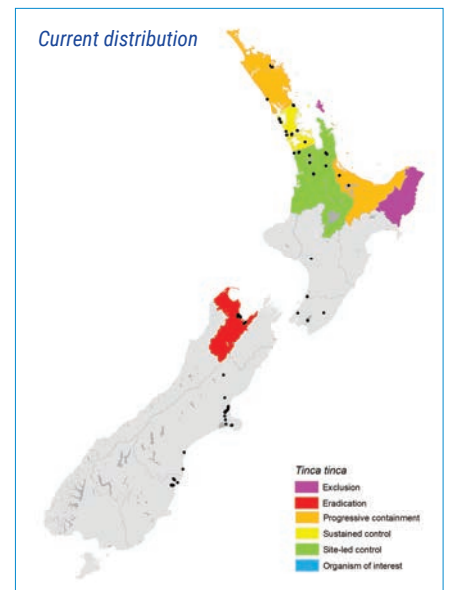 Current distribution
Tinca tinca
Exclusion
Eradication
Progressive containment
Sustained control
Site-led control
Organism of interest